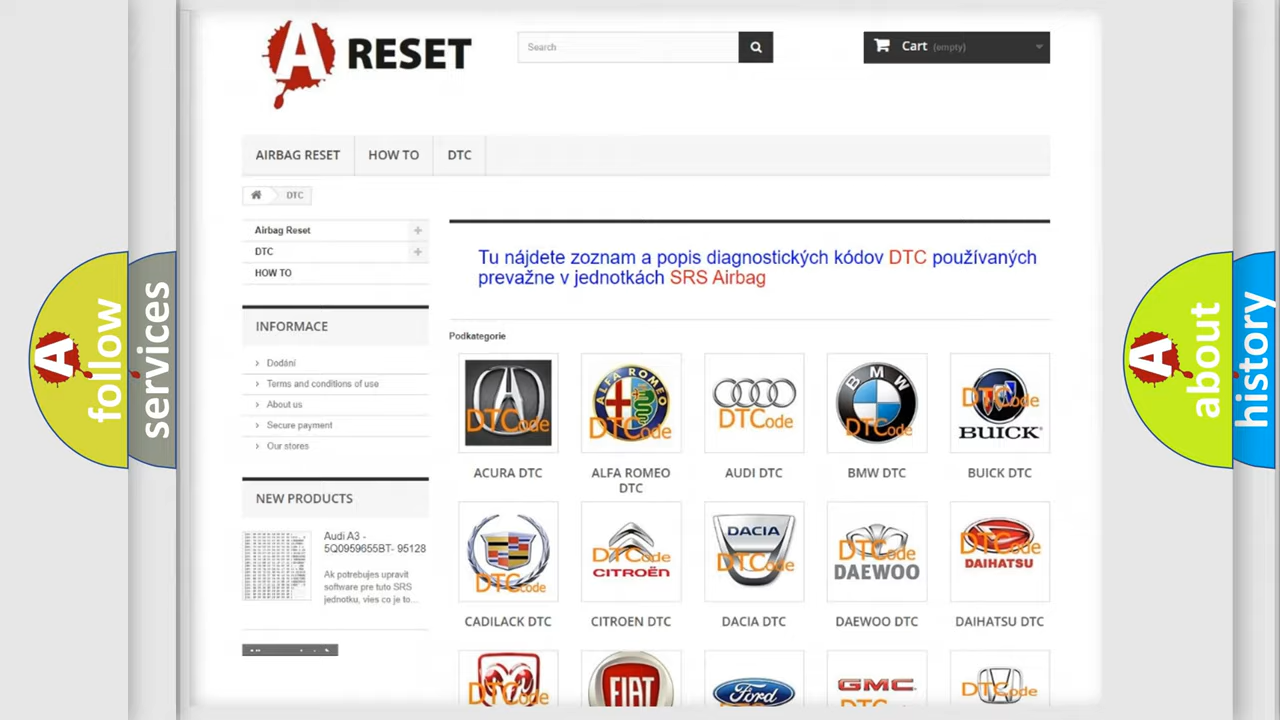 A RESET
Search
Cart (empty)
AIRBAG RESET
HOW TO
DTC
DTC
Airbag Reset
DTC
HOW TO
INFORMACE
Dodání
Terms and conditions of use
About us
Secure payment
Our stores
NEW PRODUCTS
Audi A3 -
5Q0959655BT- 95128
Ak potrebujes upravit
software pre tuto SRS
jednotku, vies co je to...
Tu nájdete zoznam a popis diagnostických kódov DTC používaných
prevažne v jednotkách SRS Airbag
Podkategorie
DTCode
ACURA DTC
ALFA ROMEO
DTCode
ALFA ROMEO
DTC
DTCode
AUDI DTC
BMW
DTCode
BMW DTC
DTCode
BUICK
BUICK DTC
DTCode
CADILACK DTC
DTCode
CITROËN
CITROEN DTC
DACIA
DTCode
DACIA DTC
DTCode
DAEWOO
DAEWOO DTC
DTCode
DAIHATSU
DAIHATSU DTC
DTCode
FIAT
Ford
GMC
DTCode
A follow
services
A about
history